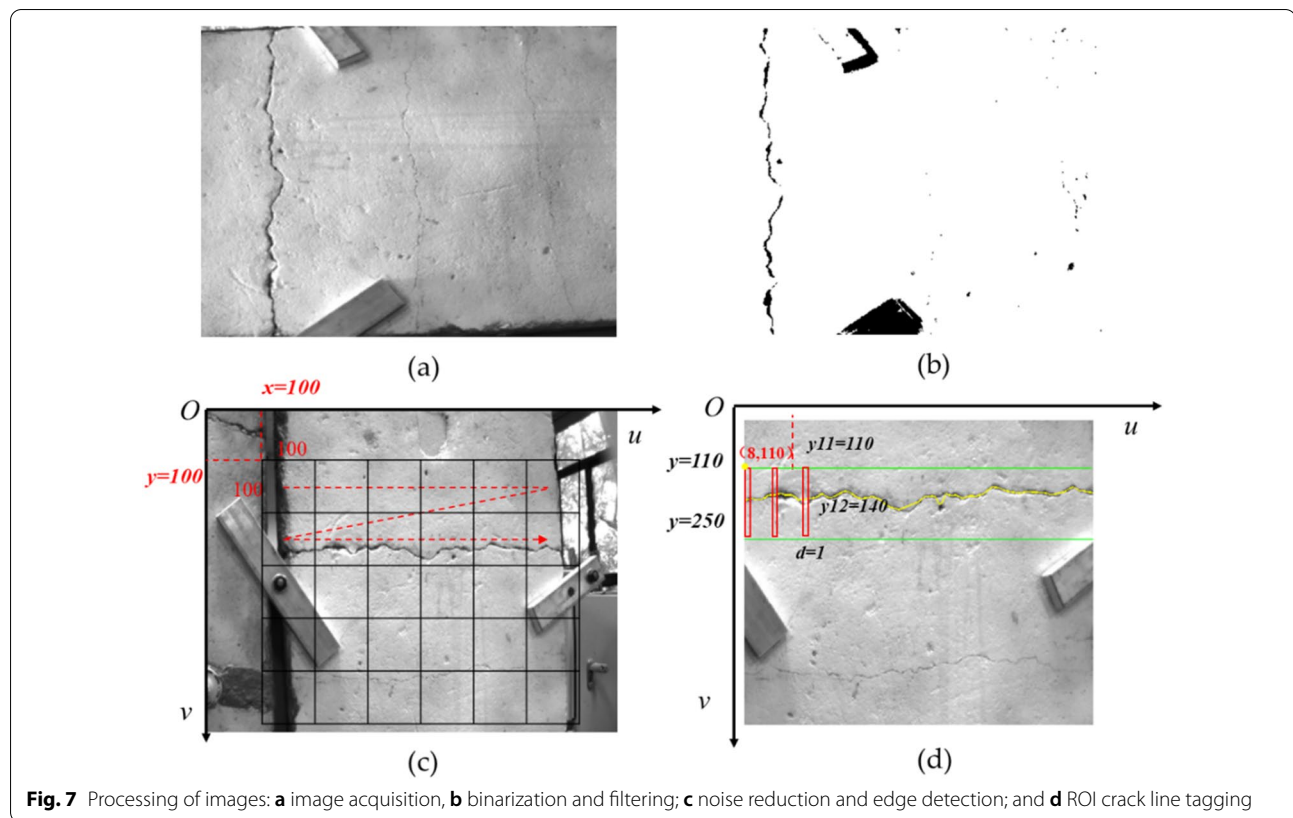 (a)
(b)
x=100
O
u
100
y=100
100
v
(c)
O
u
y11=110
(8,110)
y=110
y12=140
y=250
d=1
v
(d)
Fig. 7 Processing of images: a image acquisition, b binarization and filtering; c noise reduction and edge detection; and d ROI crack line tagging